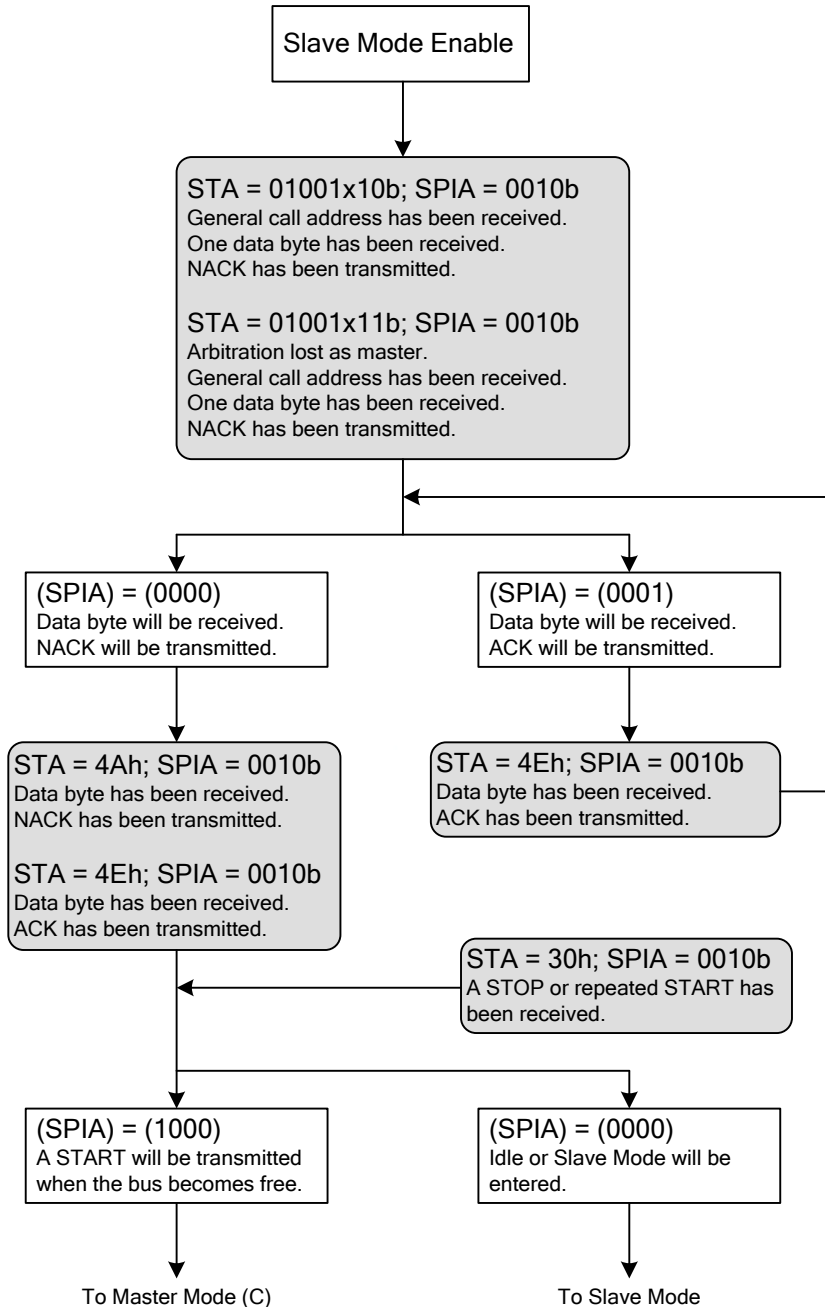 Slave Mode Enable
STA = 01001x10b; SPIA = 0010b
General call address has been received.
One data byte has been received.
NACK has been transmitted.
STA = 01001x11b; SPIA = 0010b
Arbitration lost as master.
General call address has been received.
One data byte has been received.
NACK has been transmitted.
(SPIA) = (0000)
Data byte will be received.
NACK will be transmitted.
(SPIA) = (0001)
Data byte will be received.
ACK will be transmitted.
STA = 4Ah; SPIA = 0010b
Data byte has been received.
NACK has been transmitted.
STA = 4Eh; SPIA = 0010b
Data byte has been received.
ACK has been transmitted.
STA = 4Eh; SPIA = 0010b
Data byte has been received.
ACK has been transmitted.
STA = 30h; SPIA = 0010b
A STOP or repeated START has
been received.
(SPIA) = (1000)
A START will be transmitted
when the bus becomes free.
(SPIA) = (0000)
Idle or Slave Mode will be
entered.
To Master Mode (C)
To Slave Mode